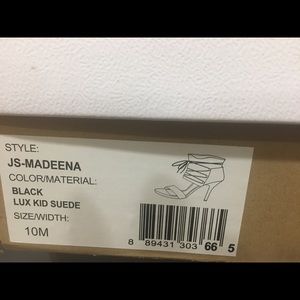 STYLE:
JS-MADEENA
COLOR/MATERIAL:
BLACK
LUX KID SUEDE
SIZE/WIDTH:
10M
8 89431 303 66 5